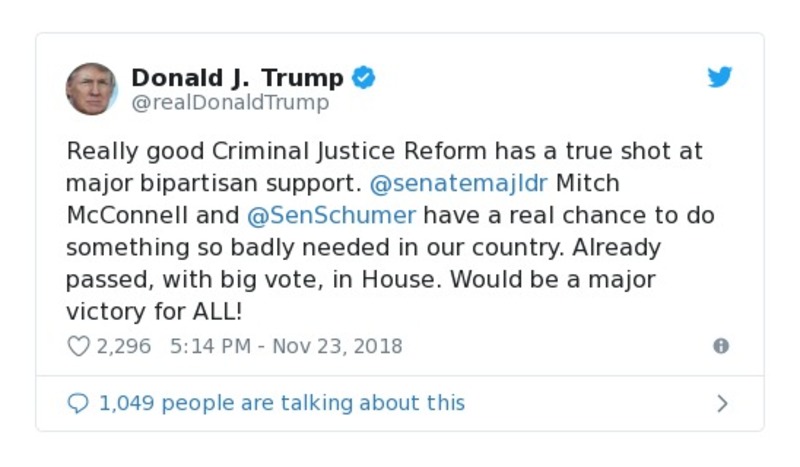 Donald J. Trump
@realDonaldTrump
Really good Criminal Justice Reform has a true shot at
major bipartisan support. @senatemajldr Mitch
McConnell and @SenSchumer have a real chance to do
something so badly needed in our country. Already
passed, with big vote, in House. Would be a major
victory for ALL!
2,296 5:14 PM - Nov 23, 2018
1,049 people are talking about this